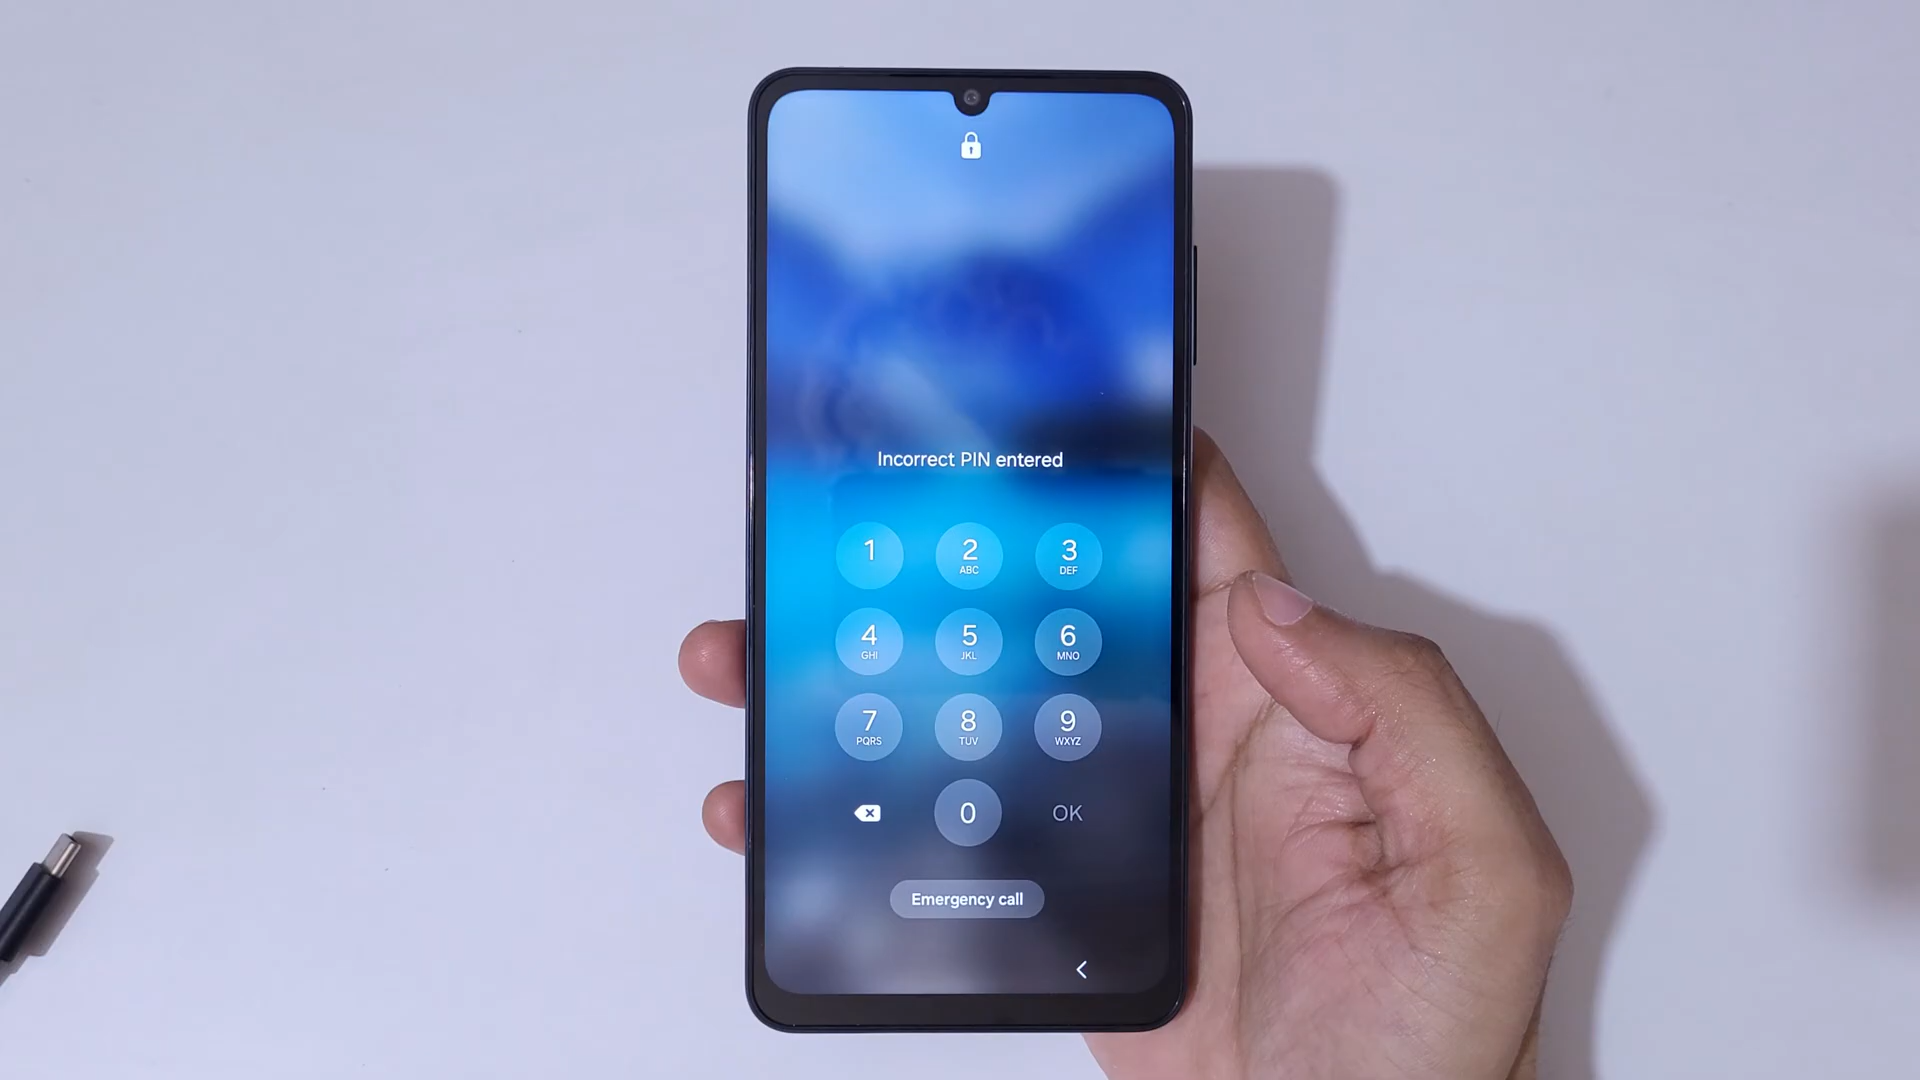 Incorrect PIN entered
1 2 3
ABC DEF
4 5 6
GHI JKL MNO
7 8 9
PQRS TUV WXYZ
0 OK
Emergency call